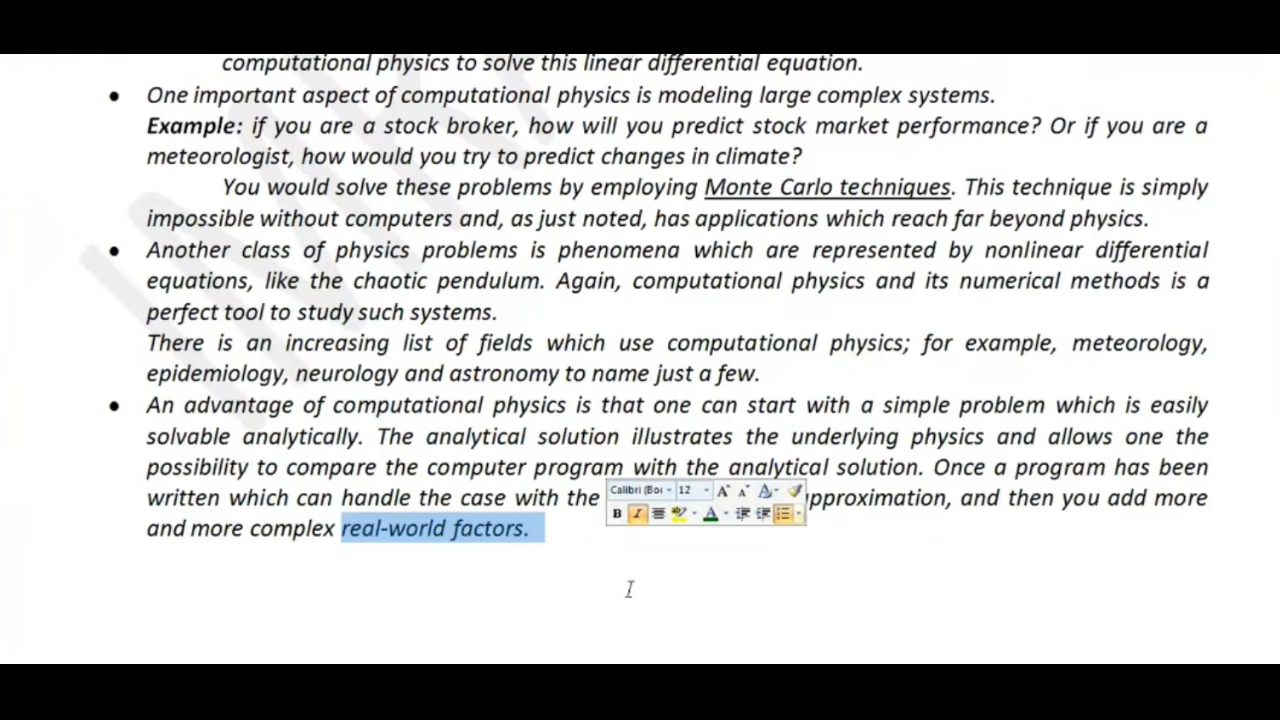 computational physics to solve this linear differential equation.
• One important aspect of computational physics is modeling large complex systems.
Example: if you are a stock broker, how will you predict stock market performance? Or if you are a
meteorologist, how would you try to predict changes in climate?
You would solve these problems by employing Monte Carlo techniques. This technique is simply
impossible without computers and, as just noted, has applications which reach far beyond physics.
• Another class of physics problems is phenomena which are represented by nonlinear differential
equations, like the chaotic pendulum. Again, computational physics and its numerical methods is a
perfect tool to study such systems.
There is an increasing list of fields which use computational physics; for example, meteorology,
epidemiology, neurology and astronomy to name just a few.
• An advantage of computational physics is that one can start with a simple problem which is easily
solvable analytically. The analytical solution illustrates the underlying physics and allows one the
possibility to compare the computer program with the analytical solution. Once a program has been
written which can handle the case with the approximation, and then you add more
Calibri (Bo 12
B I A
and more complex real-world factors.